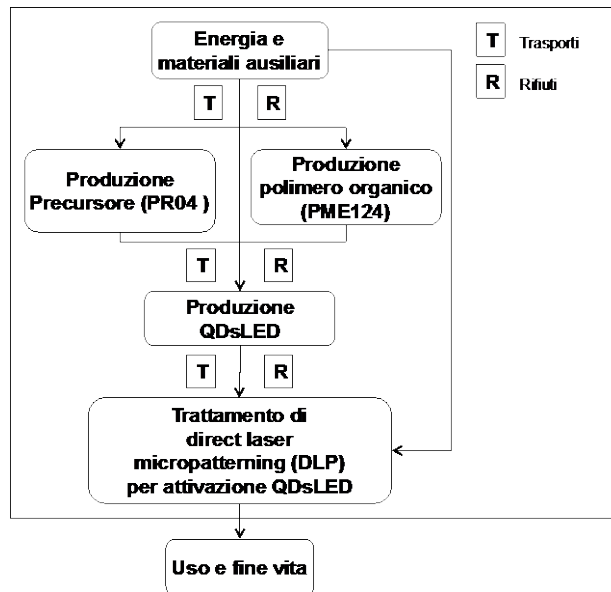 Energia e
materiali ausiliari
T Trasporti
R Rifiuti
T R
Produzione
Precursore (PR04 )
Produzione
polimero organico
(PME124)
T R
Produzione
QDsLED
T R
Trattamento di
direct laser
micropatterning (DLP)
per attivazione QDsLED
Uso e fine vita